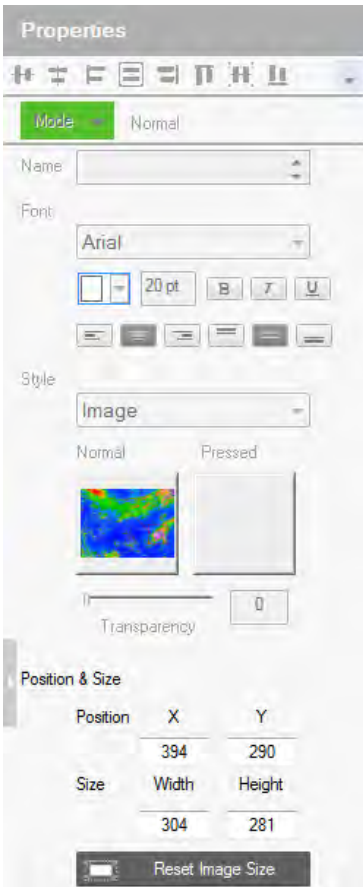 Properties
Mode Normal
Name
Font
Arial
20 pt B I U
Style
Image
Normal Pressed
0
Transparency
Position & Size
Position X Y
394 290
Size Width Height
304 281
Reset Image Size